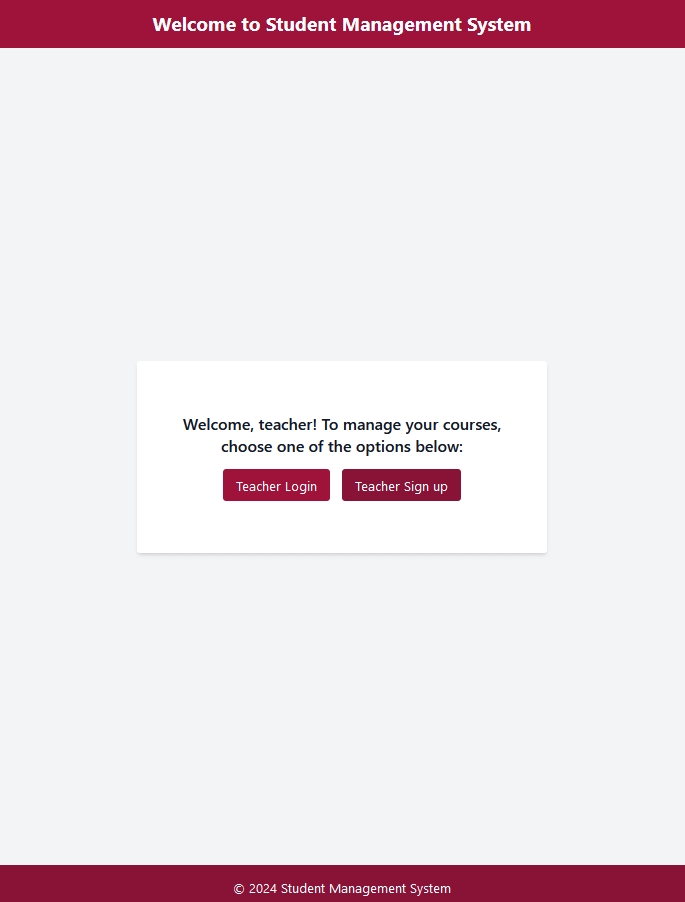 Welcome to Student Management System
Welcome, teacher! To manage your courses,
choose one of the options below:
Teacher Login
Teacher Sign up
© 2024 Student Management System